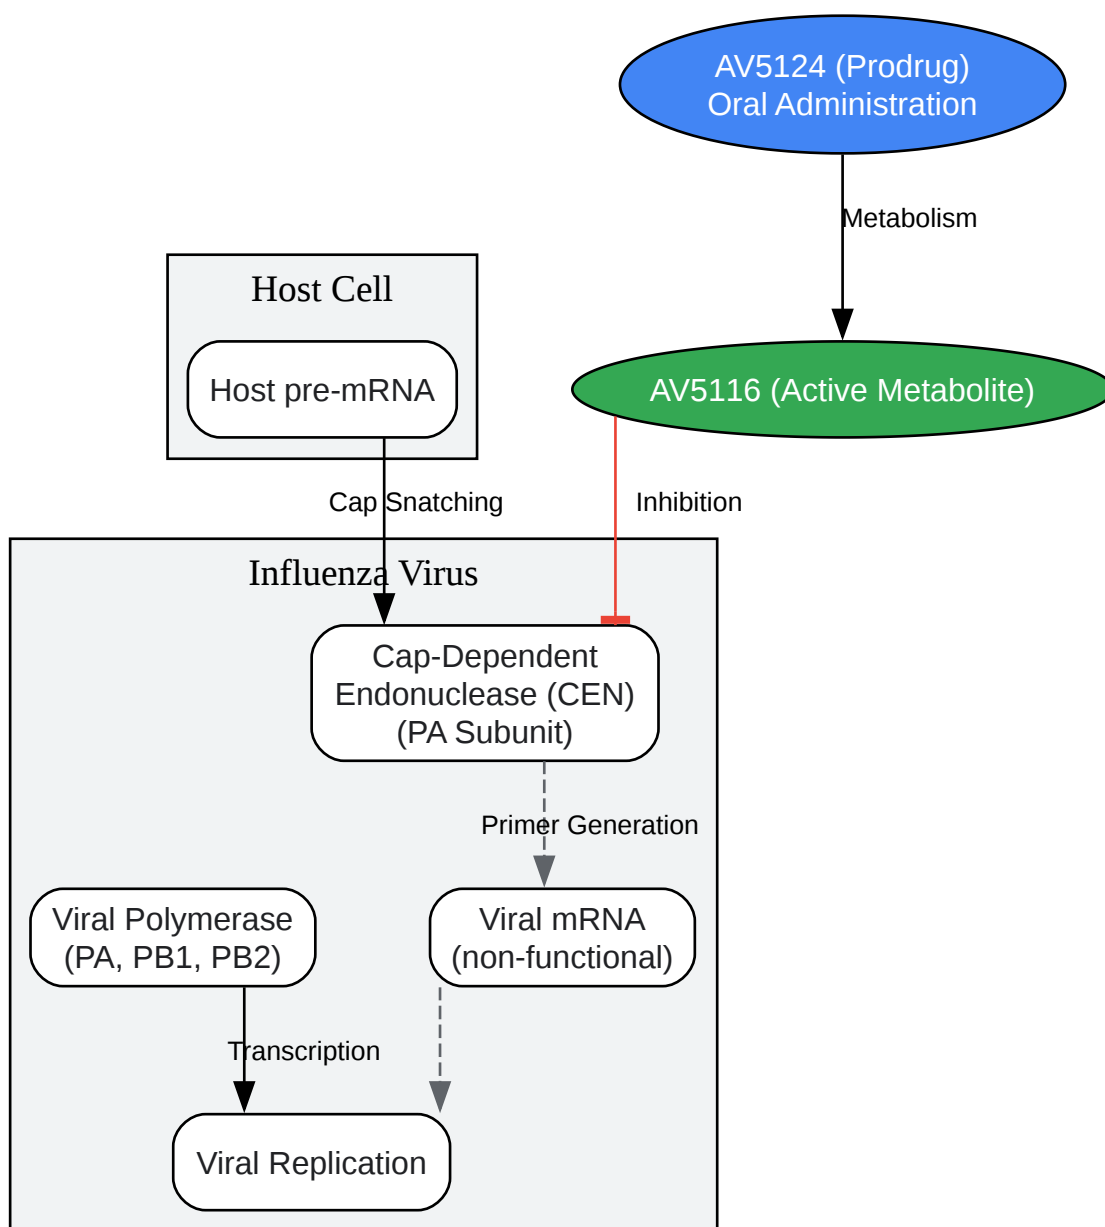 AV5124 (Prodrug)
Oral Administration
Metabolism
Host Cell
Host pre-mRNA
AV5116 (Active Metabolite)
Cap Snatching
Inhibition
Influenza Virus
Cap-Dependent
Endonuclease (CEN)
(PA Subunit)
Primer Generation
Viral Polymerase
(PA, PB1, PB2)
Viral mRNA
(non-functional)
Transcription
Viral Replication